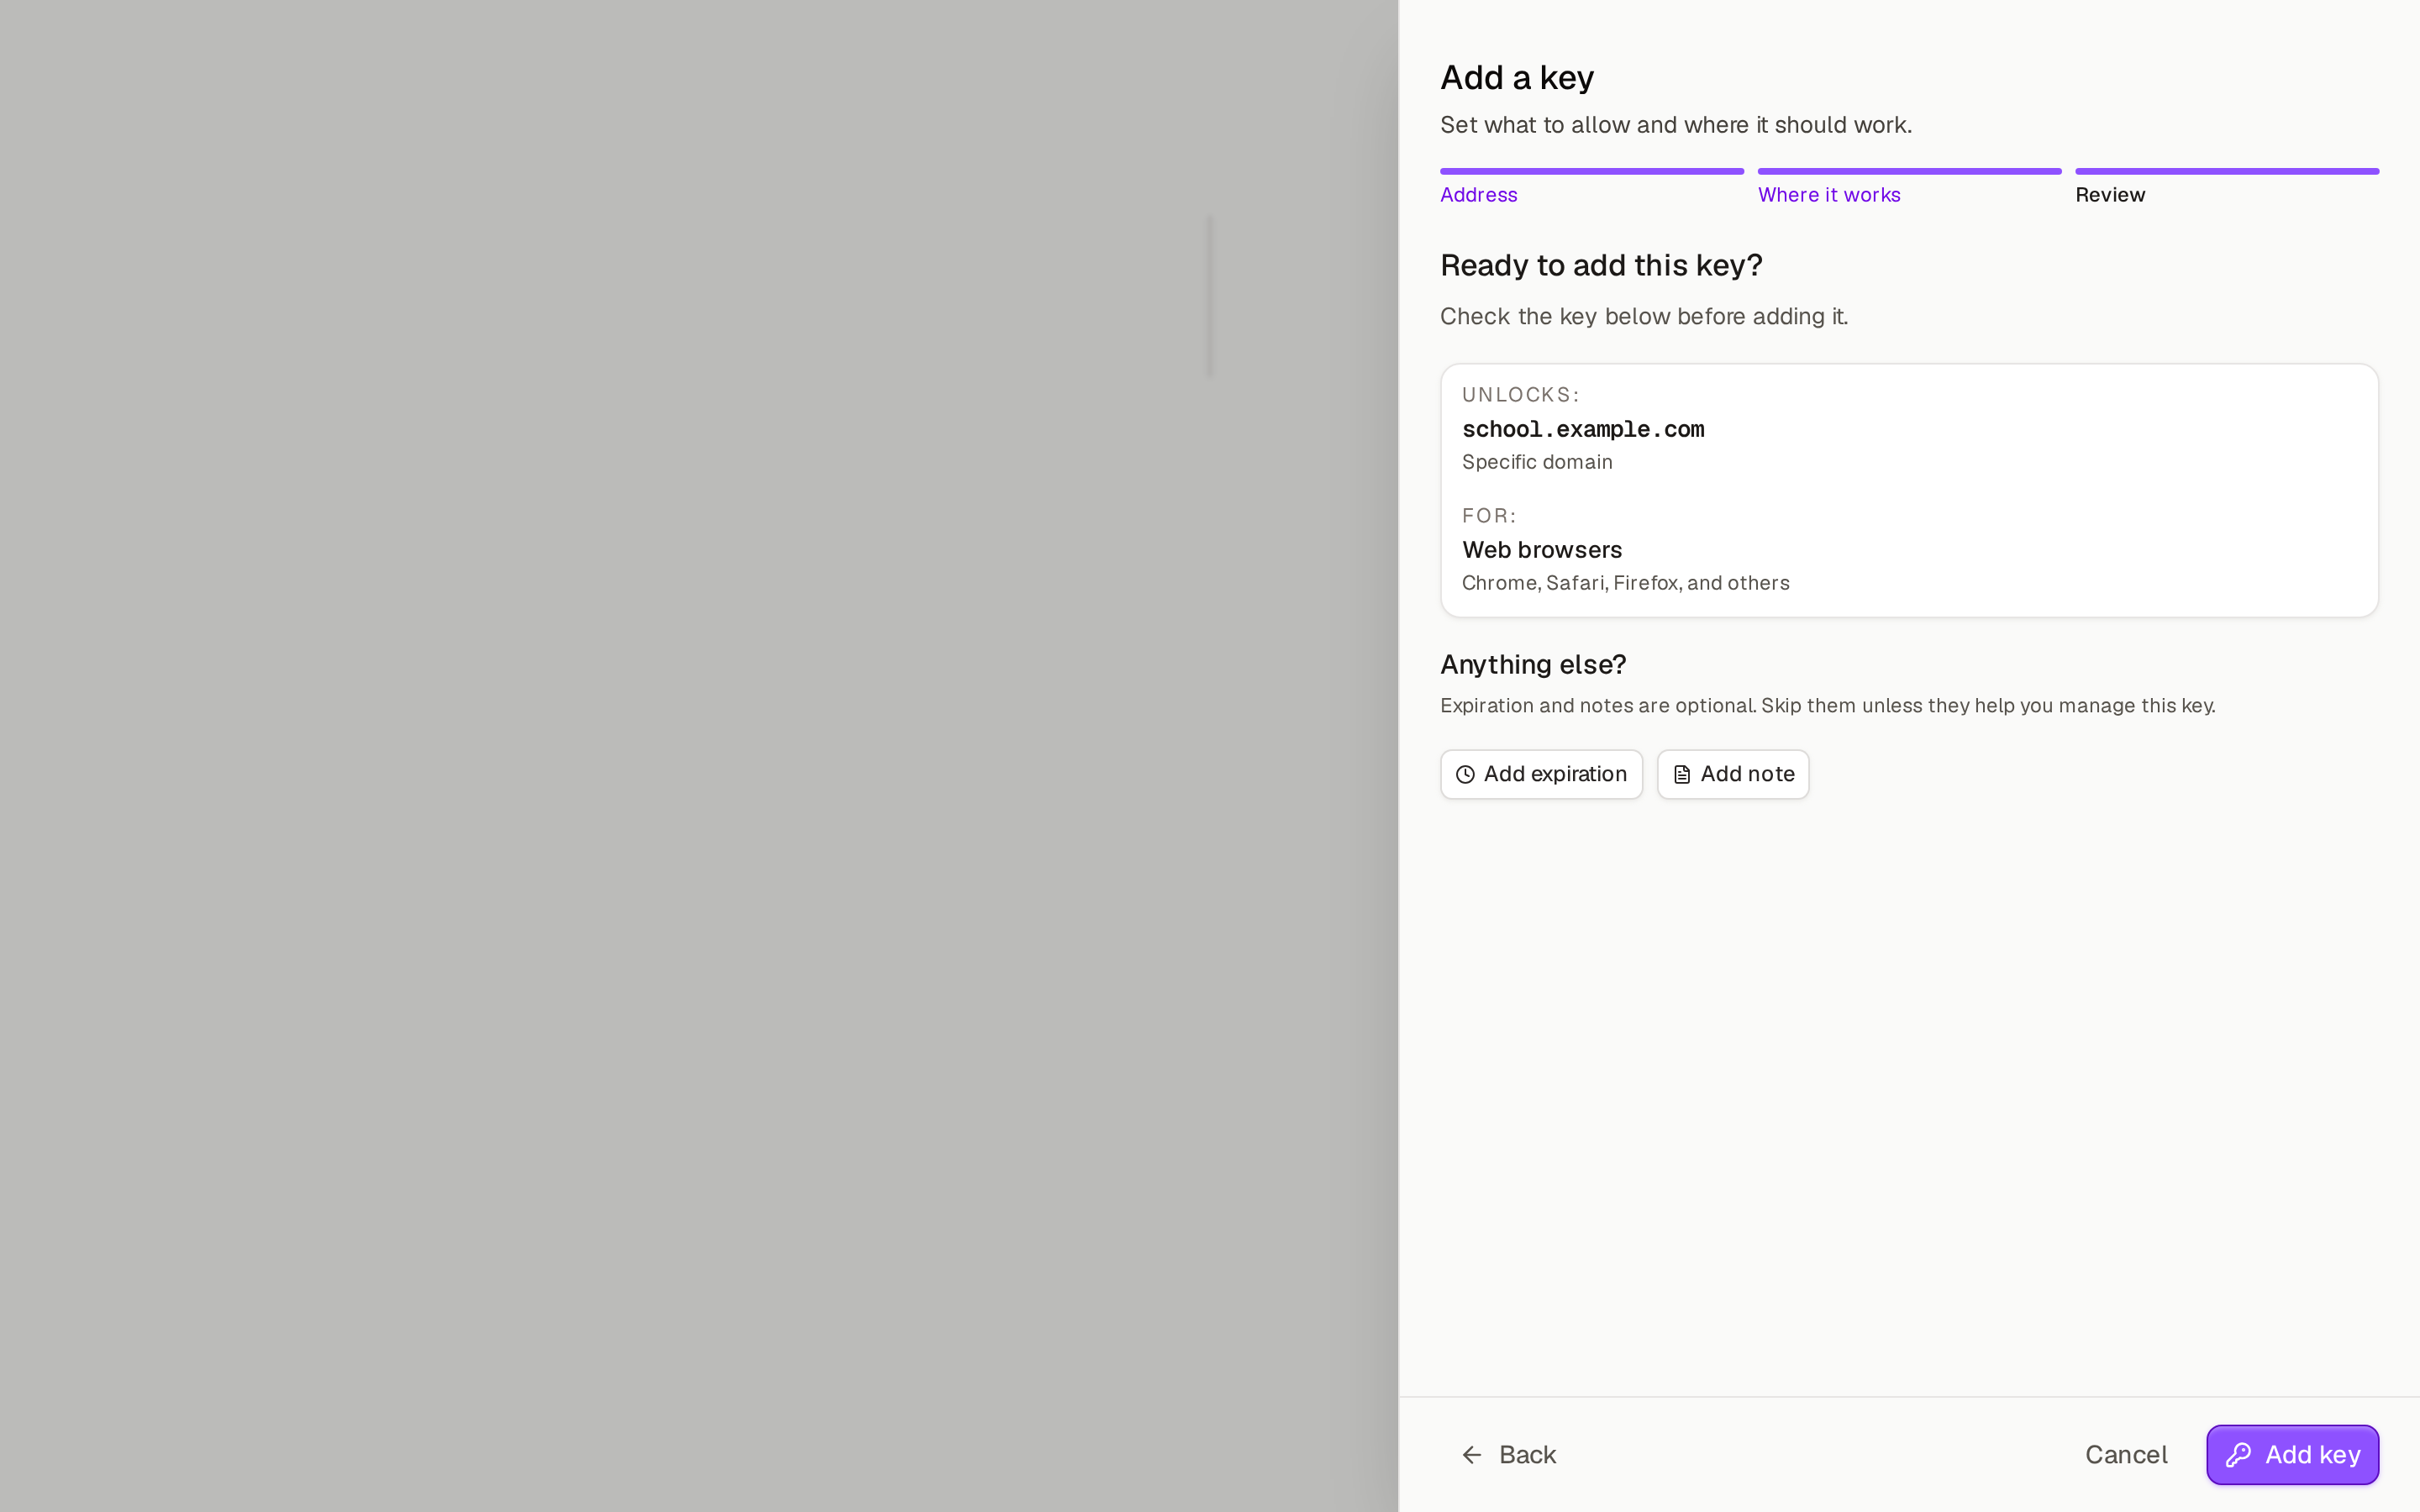 Add a key
Set what to allow and where it should work.
Address
Where it works
Review
Ready to add this key?
Check the key below before adding it.
UNLOCKS:
school.example.com
Specific domain
FOR:
Web browsers
Chrome, Safari, Firefox, and others
Anything else?
Expiration and notes are optional. Skip them unless they help you manage this key.
Add expiration
Add note
Back
Cancel
Add key